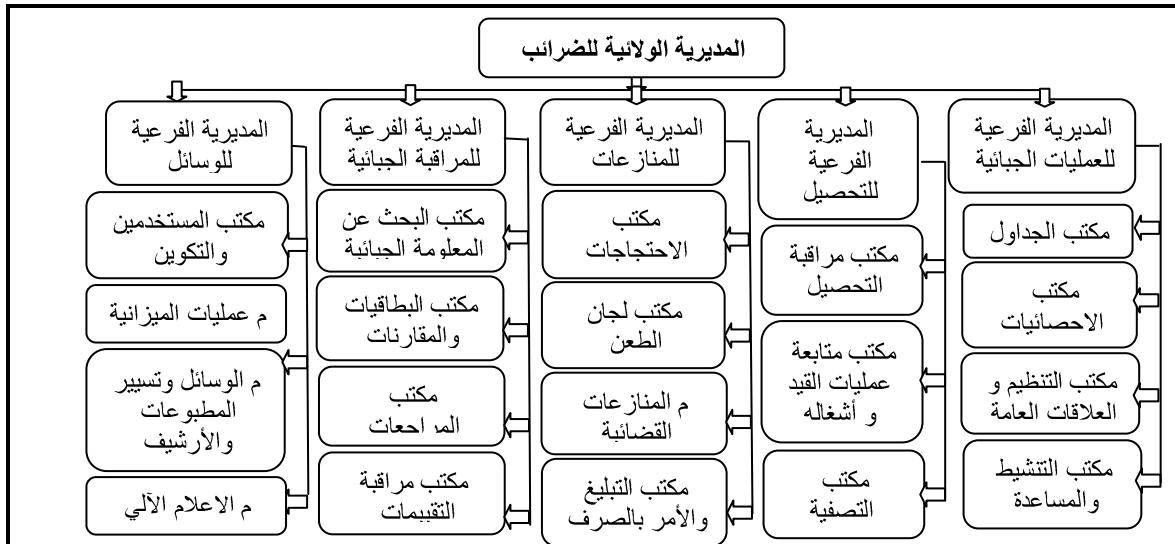 المديرية الولائية للضرائب
المديرية الفرعية
للعمليات الجبائية
مكتب الجداول
مكتب
الاحصائيات
مكتب التنظيم و
العلاقات العامة
مكتب التنشيط
والمساعدة
المديرية
الفرعية
للتحصيل
مكتب مراقبة
التحصيل
مكتب متابعة
عمليات القيد
و أشغاله
مكتب
التصفية
المديرية الفرعية
للمنازعات
مكتب
الاحتجاجات
مكتب لجان
الطعن
م المنازعات
القضائية
مكتب التبليغ
والأمر بالصرف
المديرية الفرعية
للمراقبة الجبائية
مكتب البحث عن
المعلومة الجبائية
مكتب البطاقيات
والمقارنات
مكتب
المراجعات
مكتب مراقبة
التقييمات
المديرية الفرعية
للوسائل
مكتب المستخدمين
والتكوين
م عمليات الميزانية
م الوسائل وتسيير
المطبوعات
والأرشيف
م الاعلام الآلي